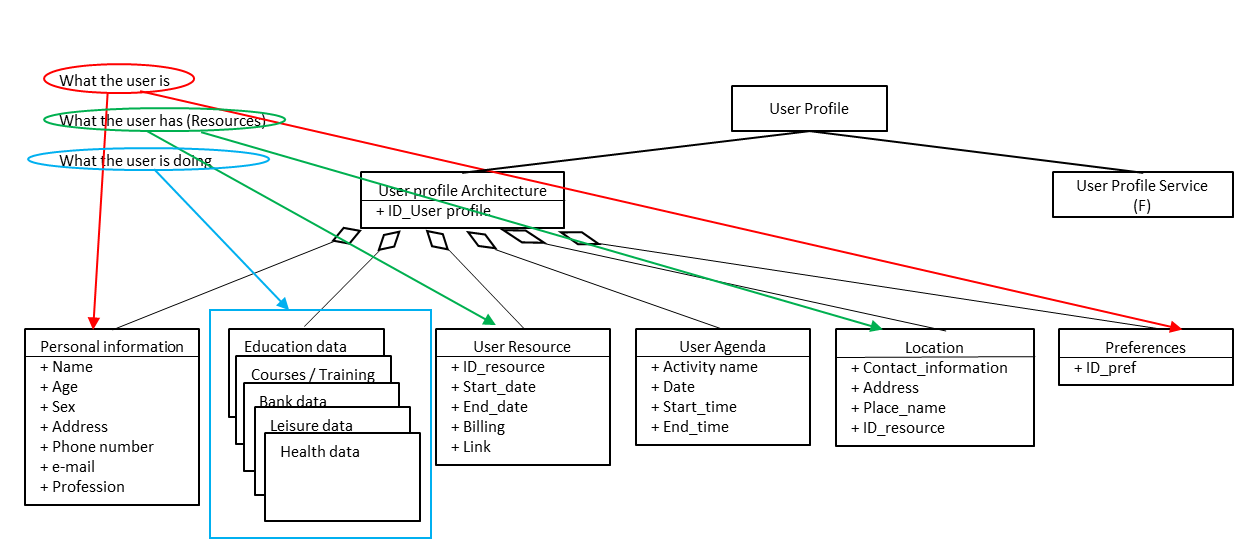 What the user is
What the user has (Resources)
What the user is doing
User Profile
User profile Architecture
+ ID_User profile
User Profile Service
(F)
Personal information
+ Name
+ Age
+ Sex
+ Address
+ Phone number
+ e-mail
+ Profession
Education data
Courses / Training
Bank data
Leisure data
Health data
User Resource
+ ID_resource
+ Start_date
+ End_date
+ Billing
+ Link
User Agenda
+ Activity name
+ Date
+ Start_time
+ End_time
Location
+ Contact_information
+ Address
+ Place_name
+ ID_resource
Preferences
+ ID_pref